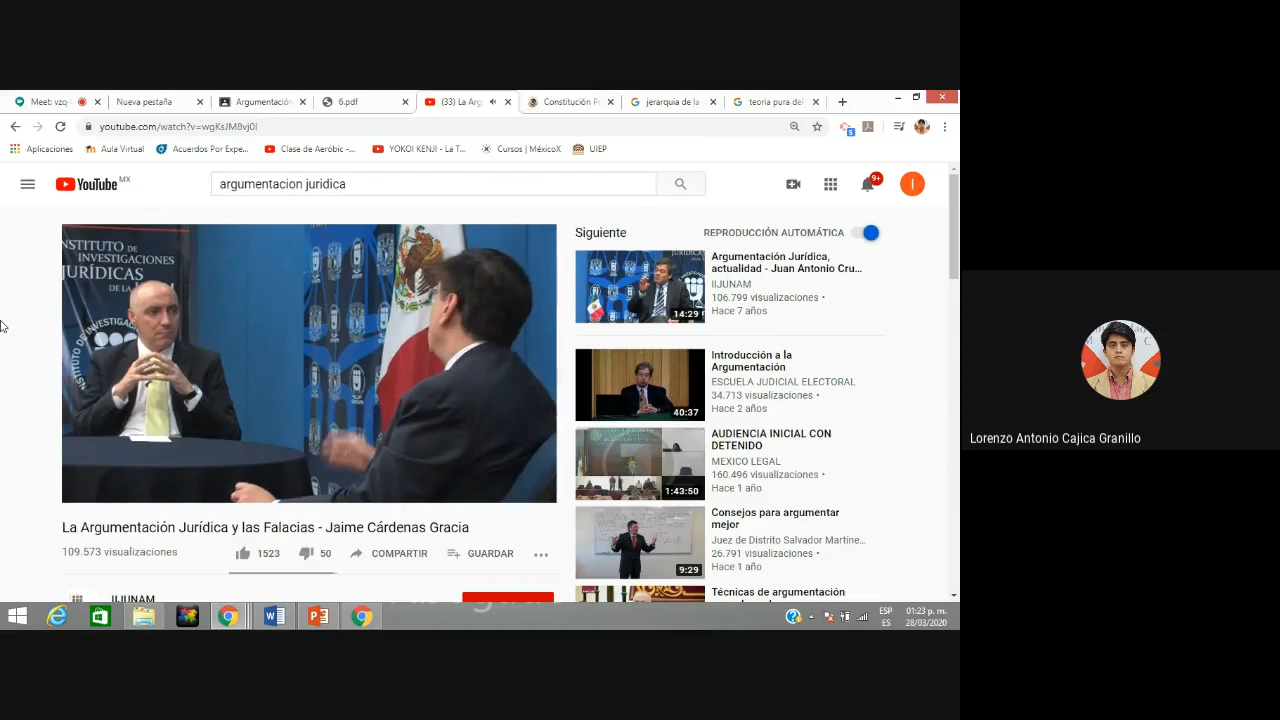 Meet: vzq-
Nueva pestaña
Argumentación
6.pdf
(33) La Arg
Constitución P
jerarquia de la
teoria pura del
youtube.com/watch?v=wgKsJM8vj0I
Aplicaciones
Aula Virtual
Acuerdos Por Expe...
Clase de Aeróbic -...
YOKOI KENJI - La T...
Cursos | MéxicoX
UIEP
YouTube MX
argumentacion juridica
9+
I
INSTITUTO DE
INVESTIGACIONES
JURÍDICAS
DE LA
Siguiente
REPRODUCCIÓN AUTOMÁTICA
14:29
Argumentación Jurídica,
actualidad - Juan Antonio Cru...
IIJUNAM
106.799 visualizaciones •
Hace 7 años
40:37
Introducción a la
Argumentación
ESCUELA JUDICIAL ELECTORAL
34.713 visualizaciones •
Hace 2 años
1:43:50
AUDIENCIA INICIAL CON
DETENIDO
MEXICO LEGAL
160.496 visualizaciones •
Hace 1 año
9:29
Consejos para argumentar
mejor
Juez de Distrito Salvador Martíne...
26.791 visualizaciones •
Hace 1 año
Técnicas de argumentación
La Argumentación Jurídica y las Falacias - Jaime Cárdenas Gracia
109.573 visualizaciones
1523
50
COMPARTIR
GUARDAR
IIJUNAM
ESP
ES
01:23 p. m.
28/03/2020
Lorenzo Antonio Cajica Granillo